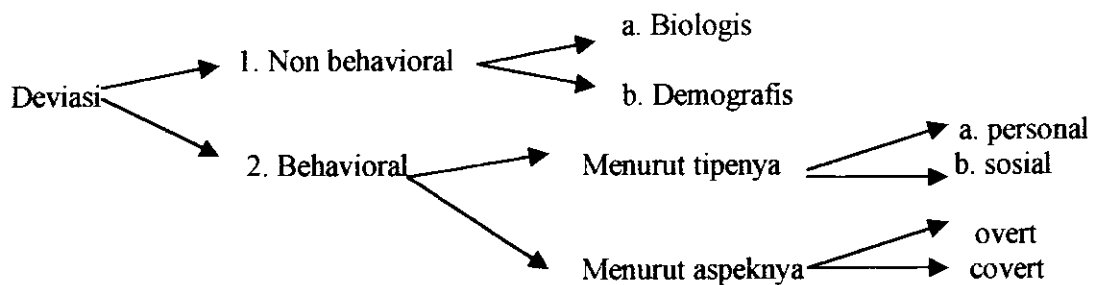 a. Biologis
1. Non behavioral
Deviasi
b. Demografis
a. personal
2. Behavioral
Menurut tipenya
b. sosial
overt
Menurut aspeknya
covert